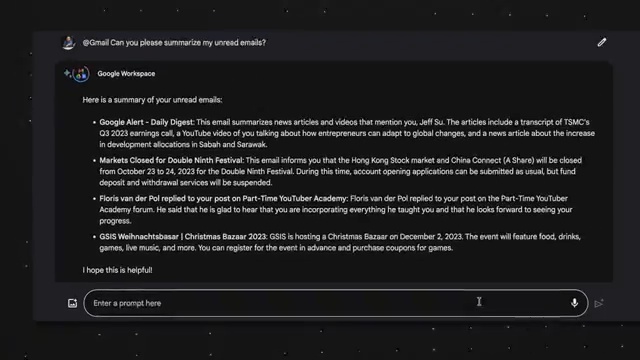 @Gmail Can you please summarize my unread emails?
Google Workspace
Here is a summary of your unread emails:
• Google Alert - Daily Digest: This email summarizes news articles and videos that mention you, Jeff Su. The articles include a transcript of TSMC's
Q3 2023 earnings call, a YouTube video of you talking about how entrepreneurs can adapt to global changes, and a news article about the increase
in development allocations in Sabah and Sarawak.
• Markets Closed for Double Ninth Festival: This email informs you that the Hong Kong Stock market and China Connect (A Share) will be closed
from October 23 to 24, 2023 for the Double Ninth Festival. During this time, account opening applications can be submitted as usual, but fund
deposit and withdrawal services will be suspended.
• Floris van der Pol replied to your post on Part-Time YouTuber Academy: Floris van der Pol replied to your post on the Part-Time YouTuber
Academy forum. He said that he is glad to hear that you are incorporating everything he taught you and that he looks forward to seeing your
progress.
• GSIS Weihnachtsbasar | Christmas Bazaar 2023: GSIS is hosting a Christmas Bazaar on December 2, 2023. The event will feature food, drinks,
games, live music, and more. You can register for the event in advance and purchase coupons for games.
I hope this is helpful!
Enter a prompt here